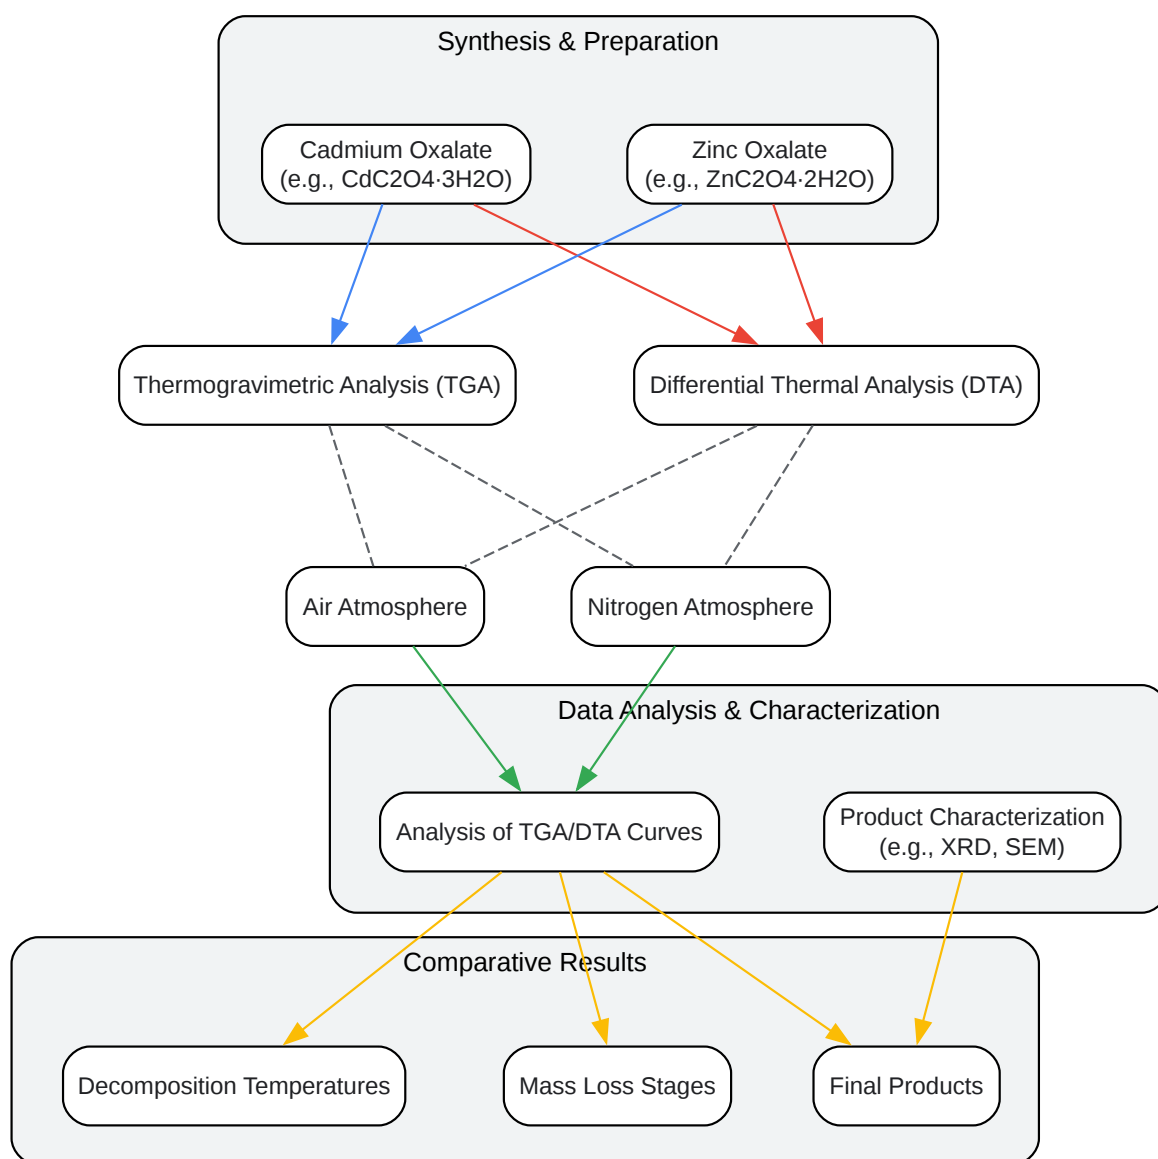 Synthesis & Preparation
Cadmium Oxalate
(e.g., CdC2O4·3H2O)
Zinc Oxalate
(e.g., ZnC2O4·2H2O)
Thermogravimetric Analysis (TGA)
Differential Thermal Analysis (DTA)
Air Atmosphere
Nitrogen Atmosphere
Data Analysis & Characterization
Analysis of TGA/DTA Curves
Product Characterization
(e.g., XRD, SEM)
Comparative Results
Decomposition Temperatures
Mass Loss Stages
Final Products